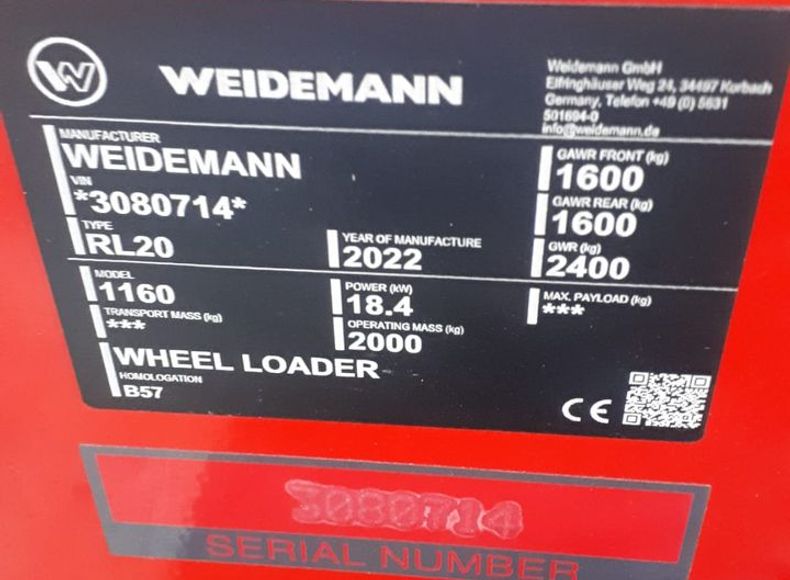 W WEIDEMANN
Weidemann GmbH
Elfringhäuser Weg 24, 34497 Korbach
Germany, Telefon +49 (0) 5631
501694-0
info@weidemann.de
MANUFACTURER
WEIDEMANN
VIN
*3080714*
TYPE
RL20
YEAR OF MANUFACTURE
2022
GAWR FRONT (kg)
1600
GAWR REAR (kg)
1600
GWR (kg)
2400
MODEL
1160
TRANSPORT MASS (kg)
***
POWER (kW)
18.4
OPERATING MASS (kg)
2000
MAX. PAYLOAD (kg)
***
WHEEL LOADER
HOMOLOGATION
B57
CE
3080714
SERIAL NUMBER